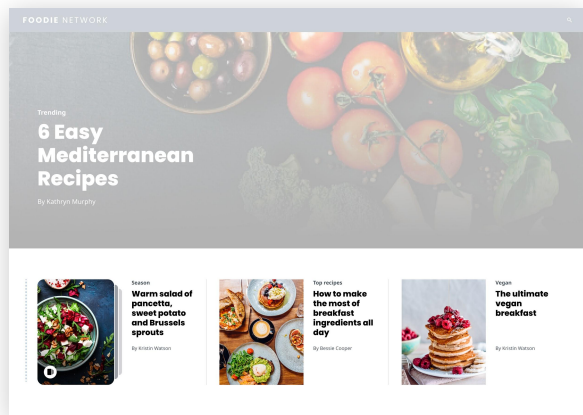 FOODIE NETWORK
Trending
6 Easy
Mediterranean
Recipes
By Kathryn Murphy
Season
Warm salad of
pancetta,
sweet potato
and Brussels
sprouts
By Kristin Watson
Top recipes
How to make
the most of
breakfast
ingredients all
day
By Bessie Cooper
Vegan
The ultimate
vegan
breakfast
By Kristin Watson